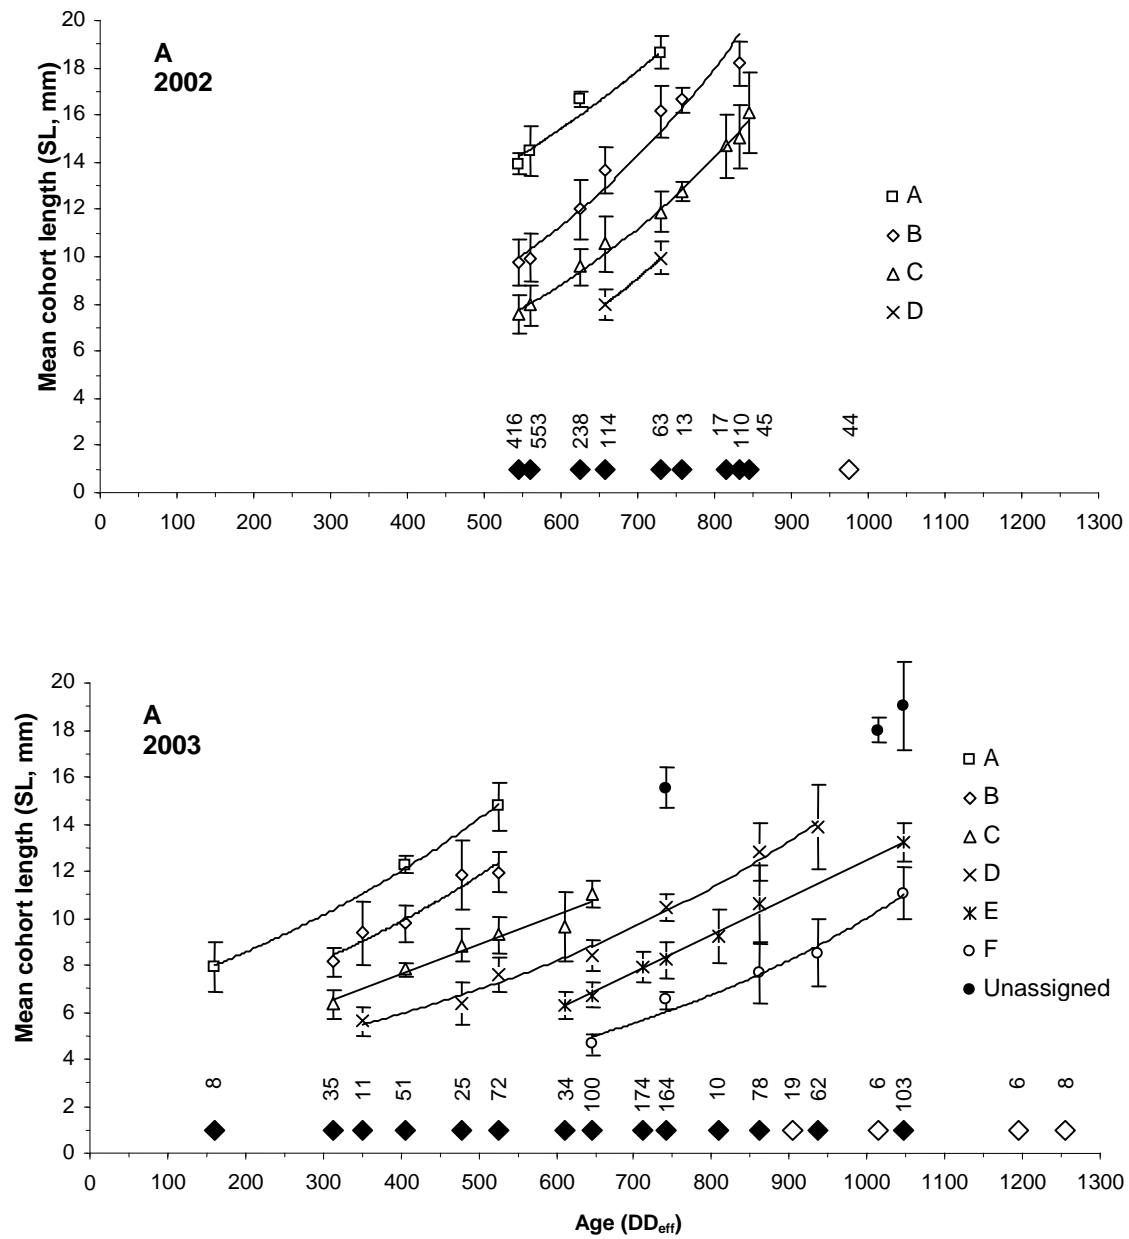 20
18
16
14
12
10
8
6
4
2
0
Mean cohort length (SL, mm)
A
2002
A
B
C
D
416 553 238 114 63 13 17 110 45 44
0 100 200 300 400 500 600 700 800 900 1000 1100 1200 1300
20
18
16
14
12
10
8
6
4
2
0
Mean cohort length (SL, mm)
A
2003
A
B
C
D
E
F
Unassigned
8 35 11 51 25 72 34 100 174 164 10 78 19 62 6 103 6 8
0 100 200 300 400 500 600 700 800 900 1000 1100 1200 1300
Age (DDeff)